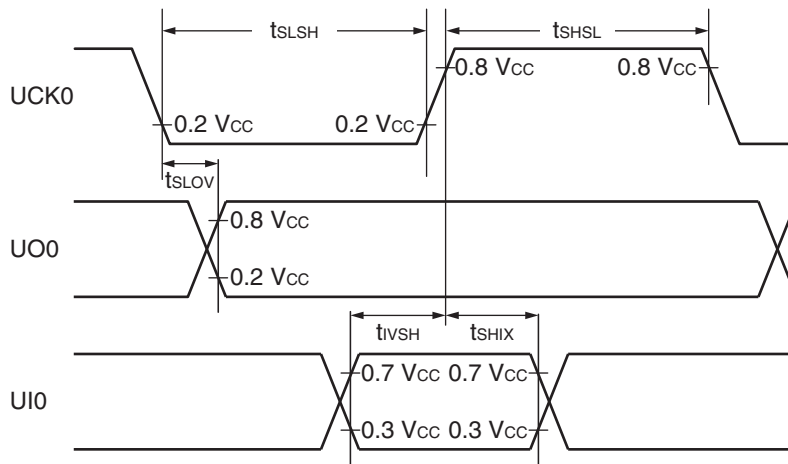 tSLSH tSHSL
0.8 VCC 0.8 VCC
UCK0
0.2 VCC 0.2 VCC
tSLOV
0.8 VCC
UO0
0.2 VCC
tIVSH tSHIX
0.7 VCC 0.7 VCC
UI0
0.3 VCC 0.3 VCC